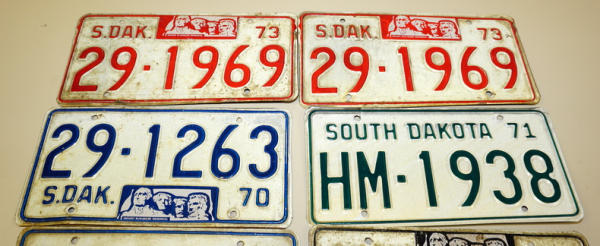 S.DAK. 73
29·1969
S.DAK. 73
29·1969
29·1263
S.DAK. 70
SOUTH DAKOTA 71
HM·1938